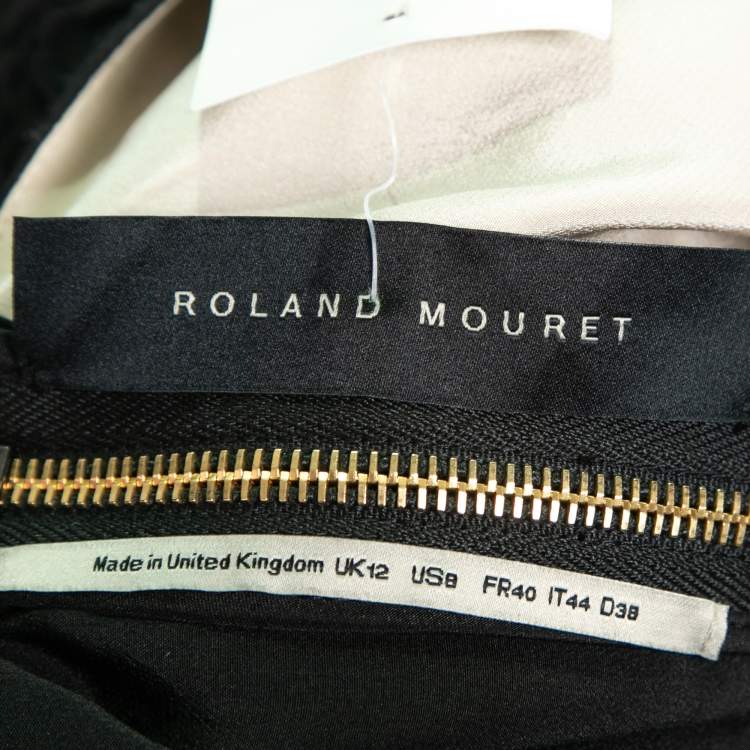 ROLAND MOURET
Made in United Kingdom UK12 US8 FR40 IT44 D38